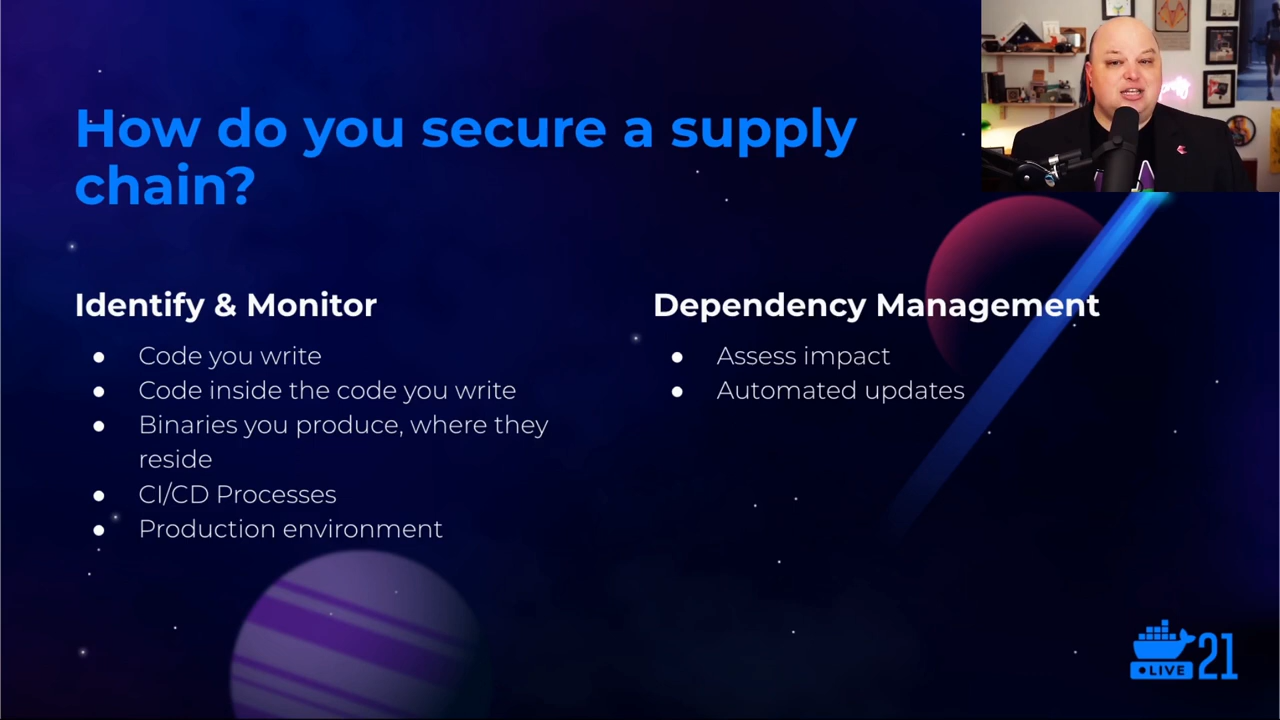 How do you secure a supply
chain?
Identify & Monitor
● Code you write
● Code inside the code you write
● Binaries you produce, where they
reside
● CI/CD Processes
● Production environment
Dependency Management
● Assess impact
● Automated updates
LIVE 21